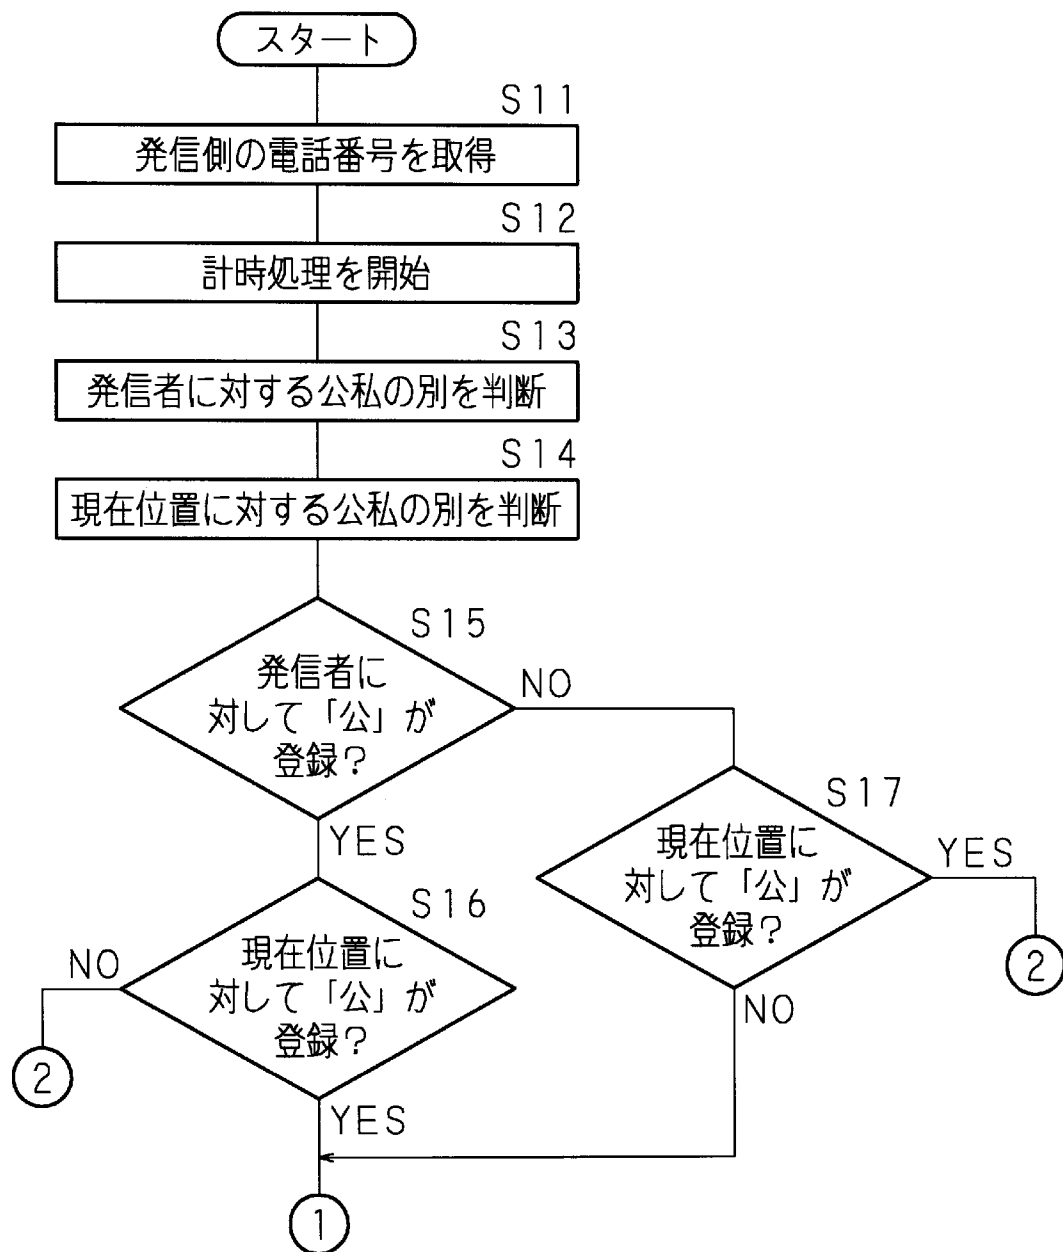 スタート
S11
発信側の電話番号を取得
S12
計時処理を開始
S13
発信者に対する公私の別を判断
S14
現在位置に対する公私の別を判断
S15
発信者に
対して「公」が
登録?
NO
YES
S17
現在位置に
対して「公」が
登録?
YES
②
NO
S16
現在位置に
対して「公」が
登録?
NO
②
YES
①